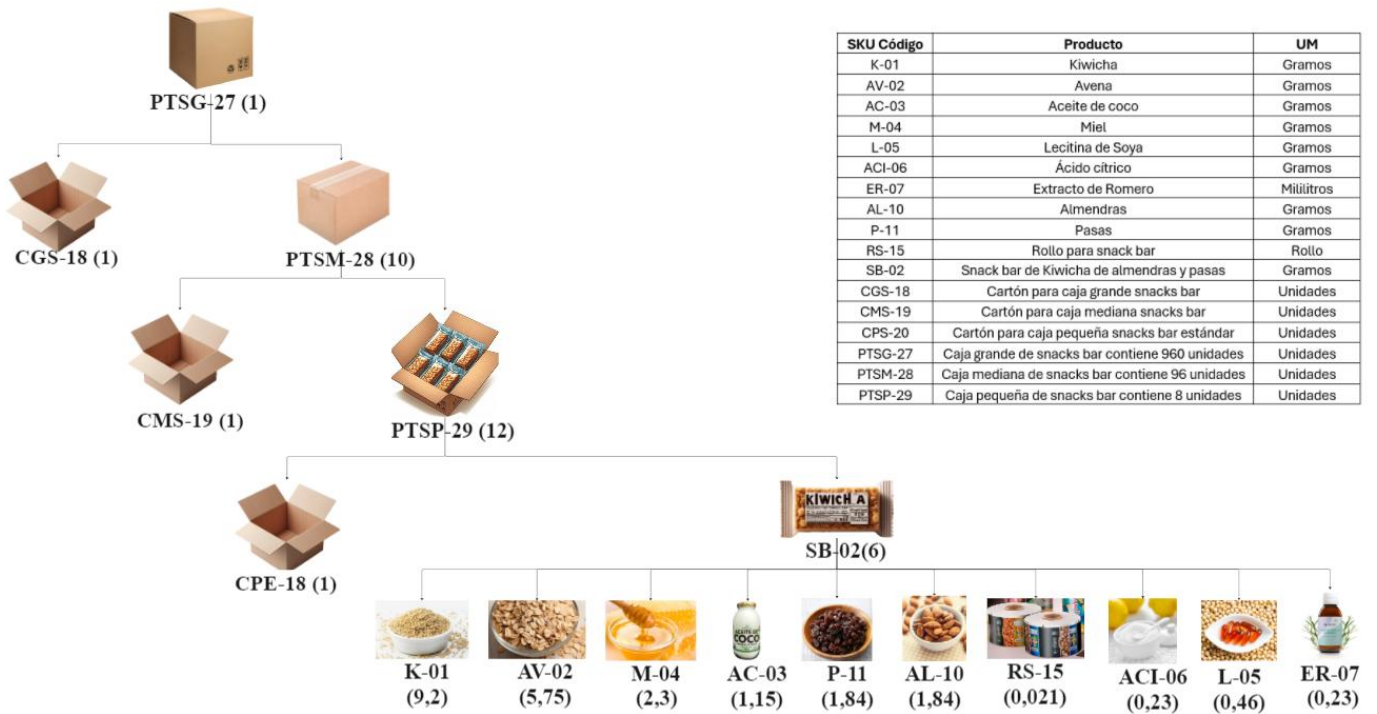 PTSG-27 (1)
CGS-18 (1)
PTSM-28 (10)
CMS-19 (1)
PTSP-29 (12)
CPE-18 (1)
KIWICH A
SB-02(6)
ACEITE DE
COCO
K-01
(9,2)
AV-02
(5,75)
M-04
(2,3)
AC-03
(1,15)
P-11
(1,84)
AL-10
(1,84)
RS-15
(0,021)
ACI-06
(0,23)
L-05
(0,46)
ER-07
(0,23)
SKU Código Producto UM
K-01 Kiwicha Gramos
AV-02 Avena Gramos
AC-03 Aceite de coco Gramos
M-04 Miel Gramos
L-05 Lecitina de Soya Gramos
ACI-06 Ácido cítrico Gramos
ER-07 Extracto de Romero Mililitros
AL-10 Almendras Gramos
P-11 Pasas Gramos
RS-15 Rollo para snack bar Rollo
SB-02 Snack bar de Kiwicha de almendras y pasas Gramos
CGS-18 Cartón para caja grande snacks bar Unidades
CMS-19 Cartón para caja mediana snacks bar Unidades
CPS-20 Cartón para caja pequeña snacks bar estándar Unidades
PTSG-27 Caja grande de snacks bar contiene 960 unidades Unidades
PTSM-28 Caja mediana de snacks bar contiene 96 unidades Unidades
PTSP-29 Caja pequeña de snacks bar contiene 8 unidades Unidades